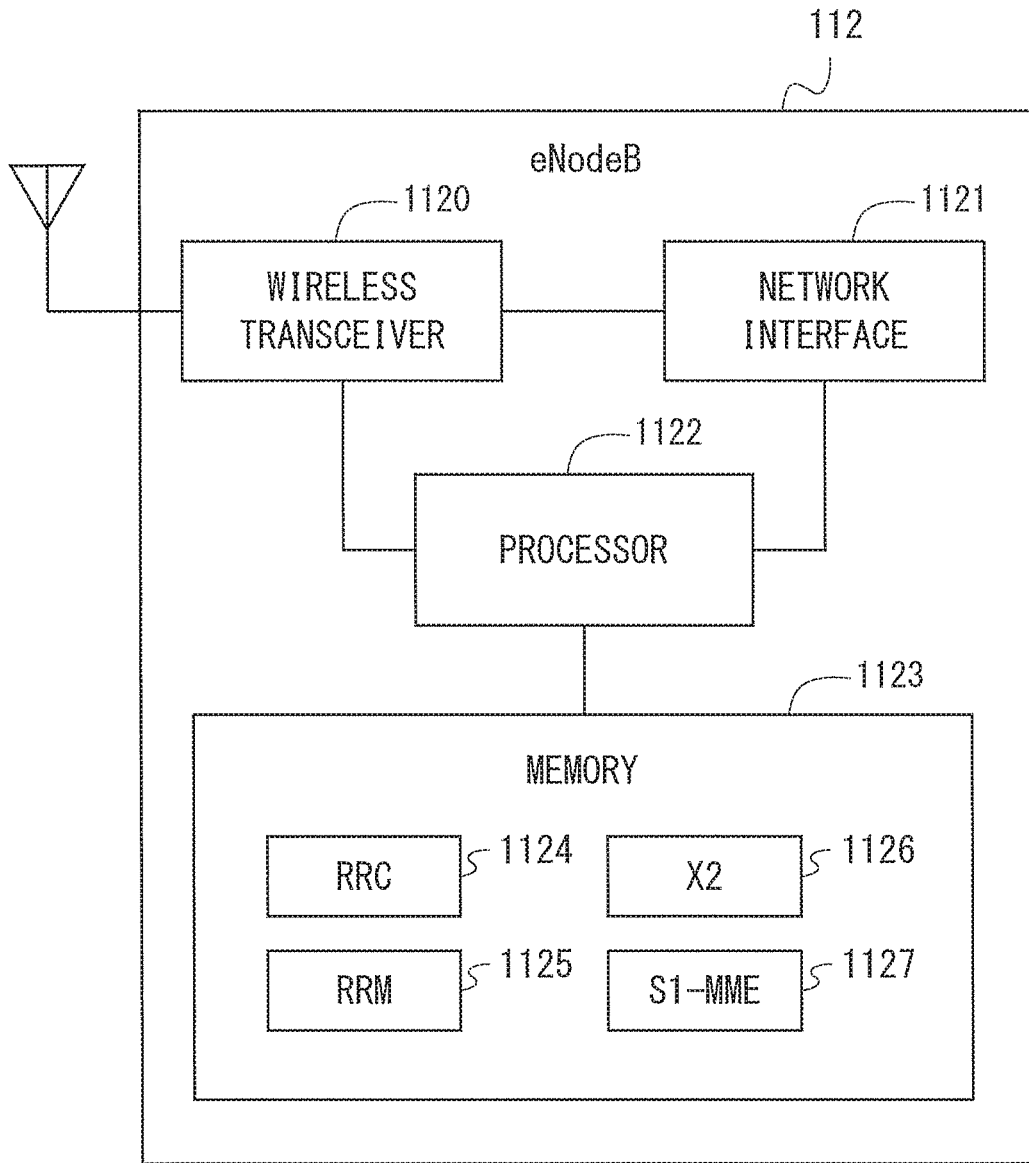 112
eNodeB
1120
1121
WIRELESS
TRANSCEIVER
NETWORK
INTERFACE
1122
PROCESSOR
1123
MEMORY
RRC
1124
X2
1126
RRM
1125
S1-MME
1127